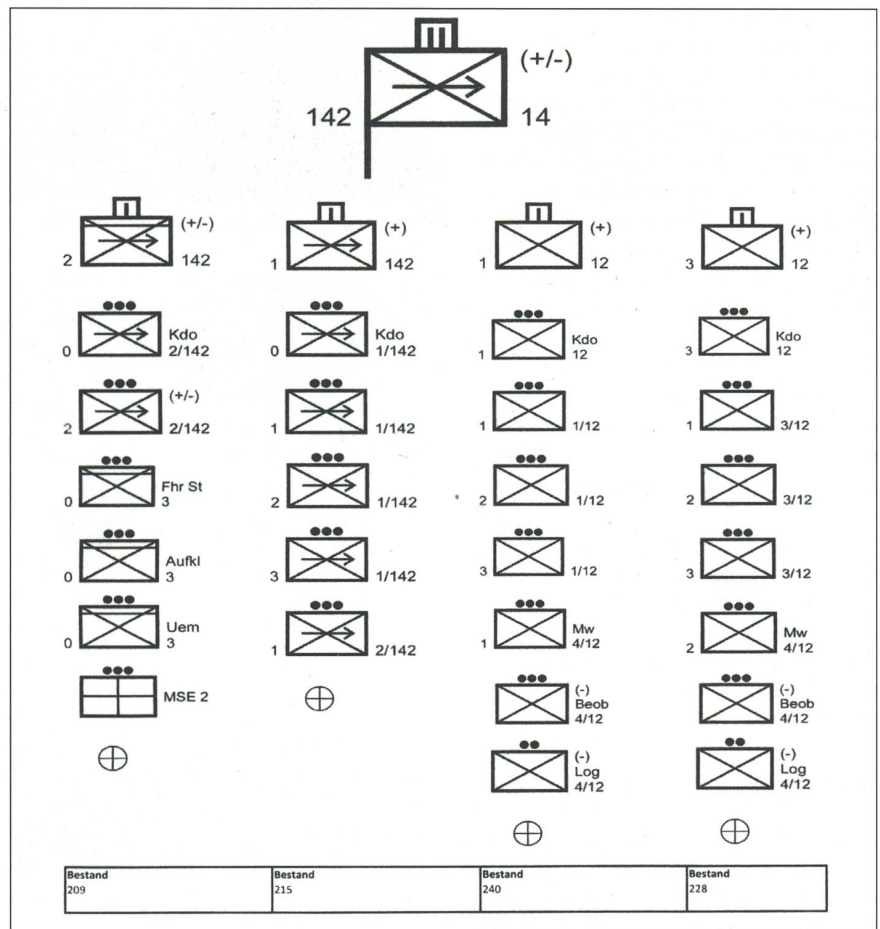 (+/-)
142 14
(+/-)
2 142
(+)
1 142
(+)
1 12
(+)
3 12
Kdo
0 2/142
Kdo
0 1/142
Kdo
1 12
Kdo
3 12
(+/-)
2 2/142
1 1/142
1 1/12
1 3/12
Fhr St
0 3
2 1/142
2 1/12
2 3/12
Aufkl
0 3
3 1/142
3 1/12
3 3/12
Uem
0 3
1 2/142
Mw
1 4/12
Mw
2 4/12
MSE 2
(-)
Beob
4/12
(-)
Beob
4/12
(-)
Log
4/12
(-)
Log
4/12
Bestand
209
Bestand
215
Bestand
240
Bestand
228